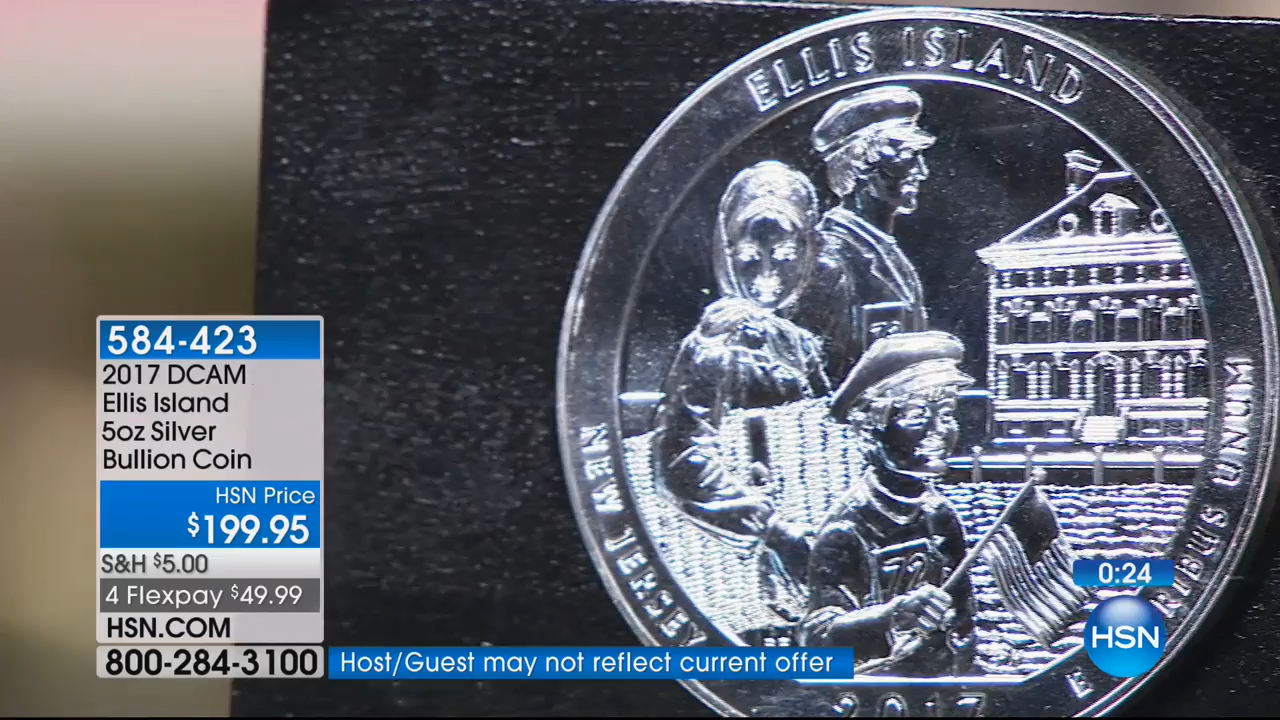 ELLIS ISLAND
NEW JERSEY
72
2017
584-423
2017 DCAM
Ellis Island
5oz Silver
Bullion Coin
HSN Price
$199.95
S&H $5.00
4 Flexpay $49.99
HSN.COM
800-284-3100
Host/Guest may not reflect current offer
0:24
HSN
UNUM